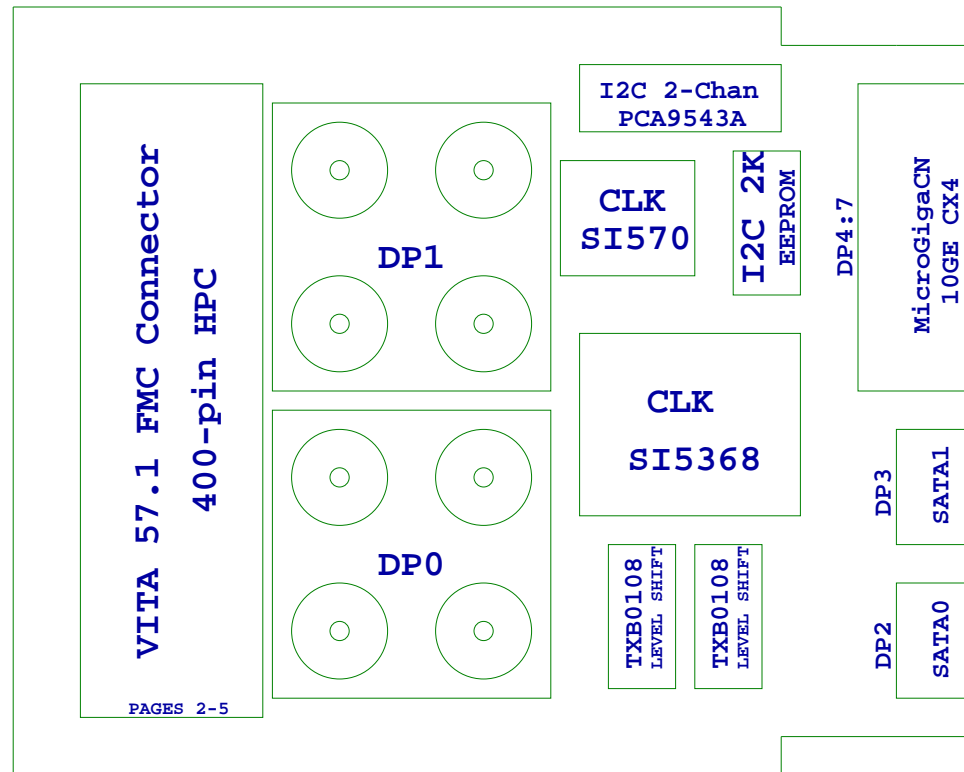 VITA 57.1 FMC Connector
400-pin HPC
PAGES 2-5
DP1
DP0
I2C 2-Chan
PCA9543A
CLK
SI570
I2C 2K
EEPROM
CLK
SI5368
TXB0108
LEVEL SHIFT
TXB0108
LEVEL SHIFT
DP4:7
MicroGigaCN
10GE CX4
DP3
SATA1
DP2
SATA0